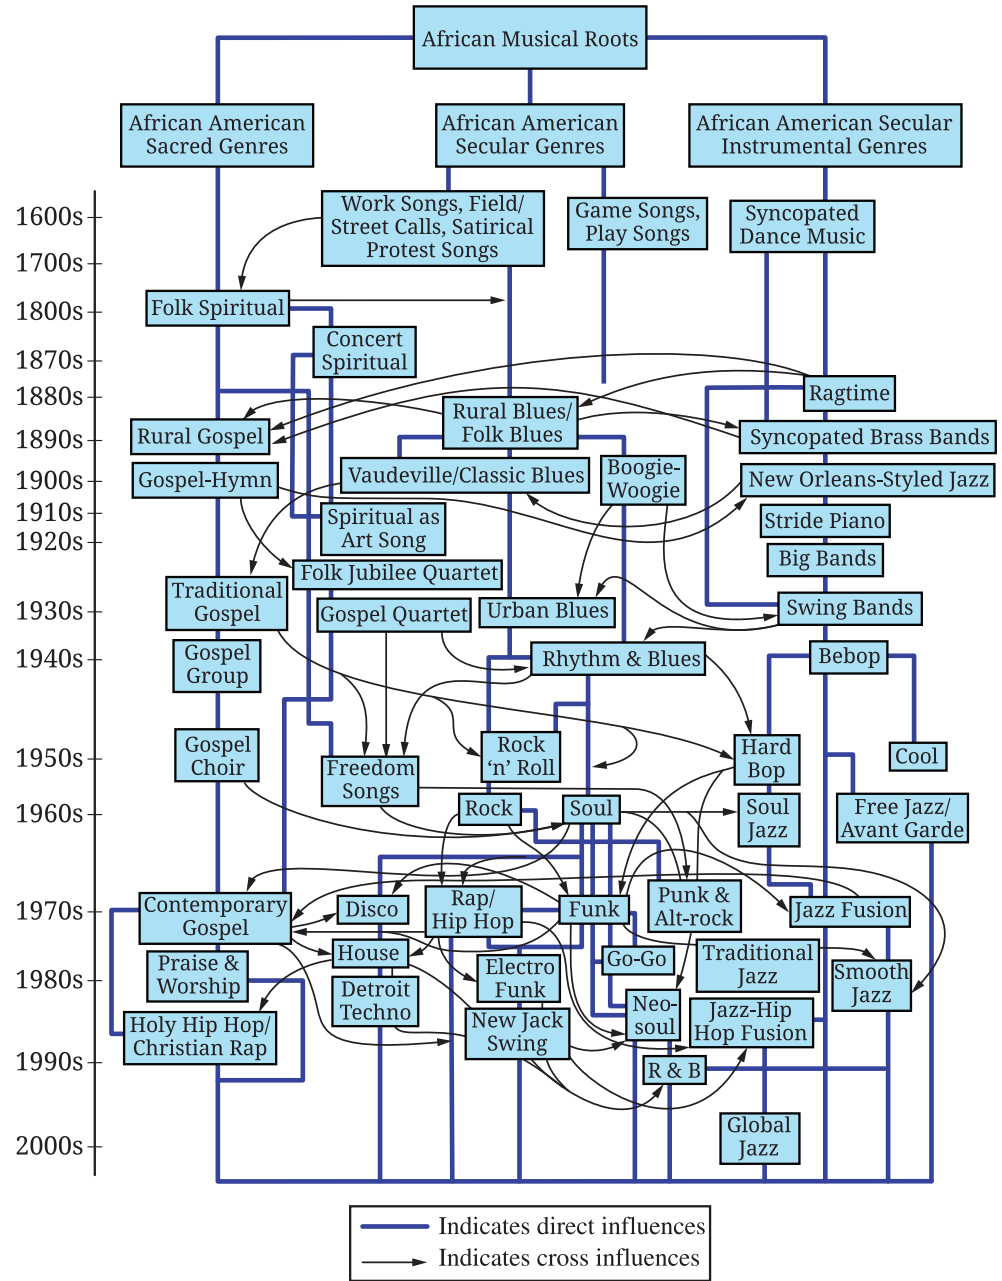 African Musical Roots
African American
Sacred Genres
African American
Secular Genres
African American Secular
Instrumental Genres
1600s
1700s
1800s
1870s
1880s
1890s
1900s
1910s
1920s
1930s
1940s
1950s
1960s
1970s
1980s
1990s
2000s
Work Songs, Field/
Street Calls, Satirical
Protest Songs
Game Songs,
Play Songs
Syncopated
Dance Music
Folk Spiritual
Concert
Spiritual
Ragtime
Rural Blues/
Folk Blues
Rural Gospel
Syncopated Brass Bands
Gospel-Hymn
Vaudeville/Classic Blues
Boogie-
Woogie
New Orleans-Styled Jazz
Spiritual as
Art Song
Stride Piano
Big Bands
Folk Jubilee Quartet
Traditional
Gospel
Gospel Quartet
Urban Blues
Swing Bands
Gospel
Group
Rhythm & Blues
Bebop
Gospel
Choir
Freedom
Songs
Rock
‘n’ Roll
Hard
Bop
Cool
Rock
Soul
Soul
Jazz
Free Jazz/
Avant Garde
Contemporary
Gospel
Disco
Rap/
Hip Hop
Funk
Punk &
Alt-rock
Jazz Fusion
Praise &
Worship
House
Electro
Funk
Go-Go
Traditional
Jazz
Smooth
Jazz
Detroit
Techno
Holy Hip Hop/
Christian Rap
New Jack
Swing
Neo-
soul
Jazz-Hip
Hop Fusion
R & B
Global
Jazz
Indicates direct influences
Indicates cross influences